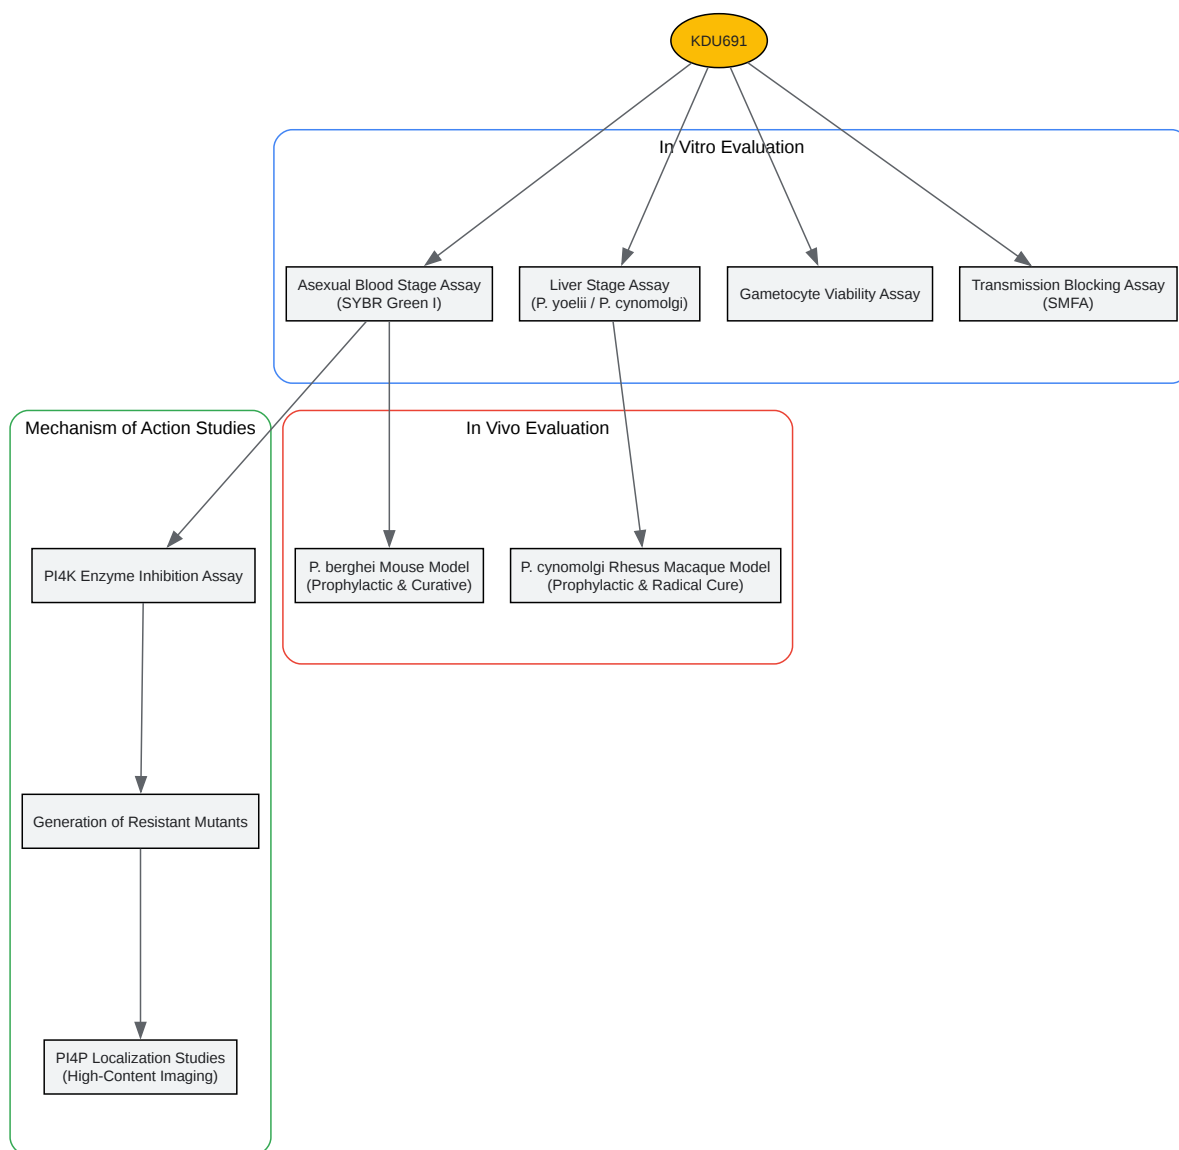 KDU691
In Vitro Evaluation
Asexual Blood Stage Assay
(SYBR Green I)
Liver Stage Assay
(P. yoelii / P. cynomolgi)
Gametocyte Viability Assay
Transmission Blocking Assay
(SMFA)
Mechanism of Action Studies
In Vivo Evaluation
PI4K Enzyme Inhibition Assay
P. berghei Mouse Model
(Prophylactic & Curative)
P. cynomolgi Rhesus Macaque Model
(Prophylactic & Radical Cure)
Generation of Resistant Mutants
PI4P Localization Studies
(High-Content Imaging)